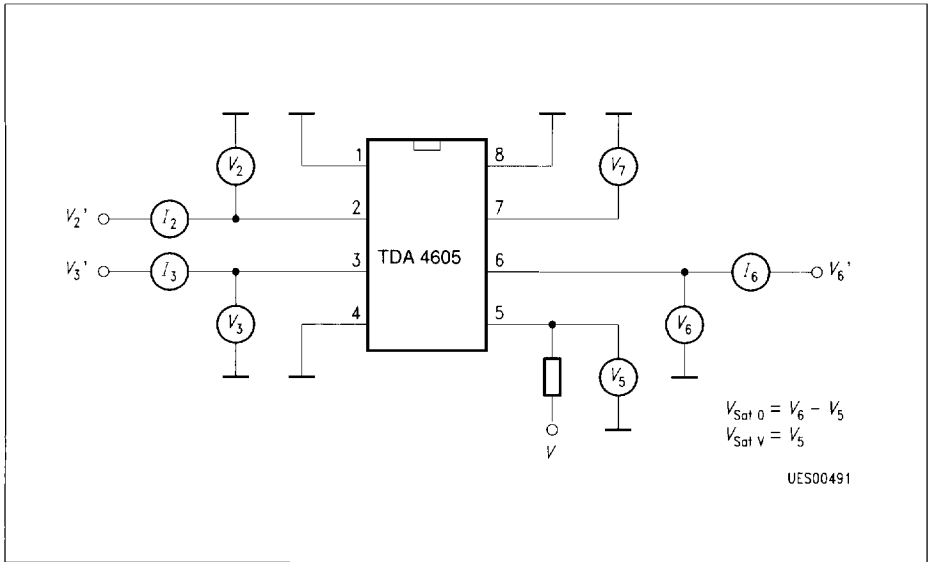 V2
1
8
V7
V2'
I2
2
7
V3'
I3
3
TDA 4605
6
I6
V6'
V3
4
5
V6
V5
V
VSat 0 = V6 − V5
VSat V = V5
UES00491